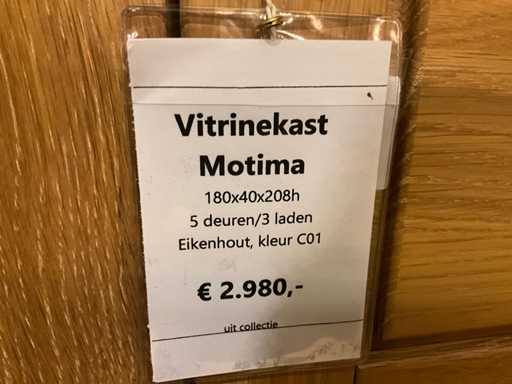 Vitrinekast
Motima
180x40x208h
5 deuren/3 laden
Eikenhout, kleur C01
€ 2.980,-
uit collectie